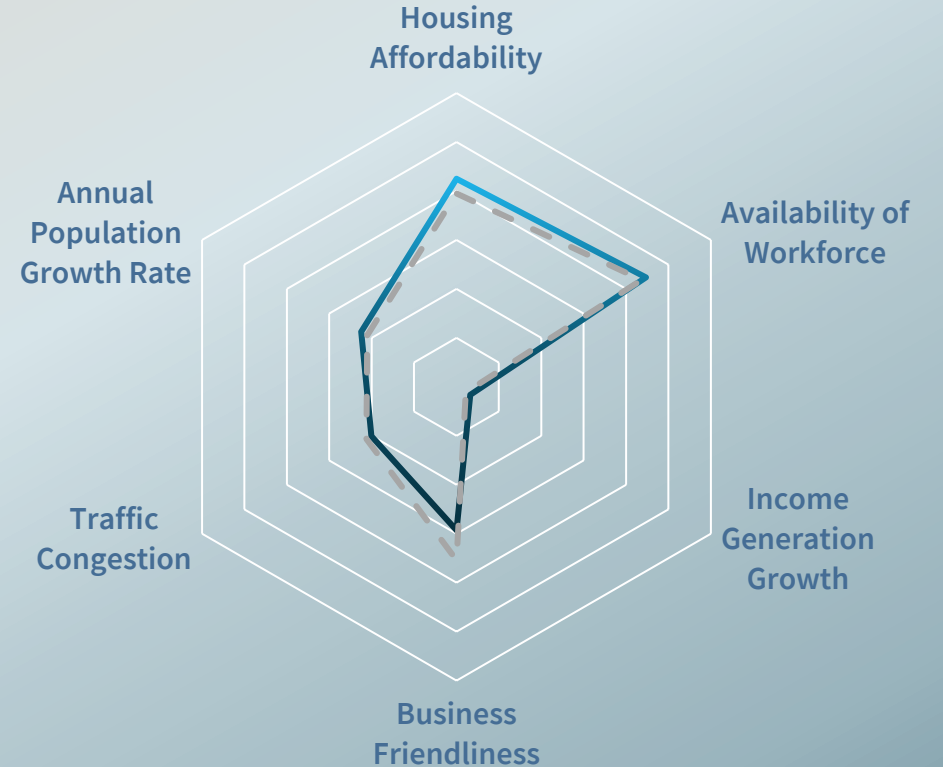 Housing
Affordability
Annual
Population
Growth Rate
Availability of
Workforce
Traffic
Congestion
Income
Generation
Growth
Business
Friendliness